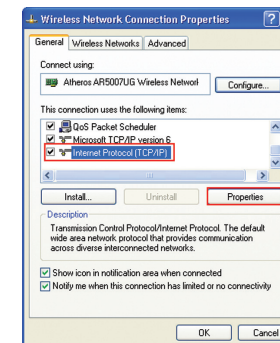 Wireless Network Connection Properties
General Wireless Networks Advanced
Connect using:
Atheros AR5007UG Wireless Network
Configure...
This connection uses the following items:
QoS Packet Scheduler
Microsoft TCP/IP version 6
Internet Protocol (TCP/IP)
Install... Uninstall Properties
Description
Transmission Control Protocol/Internet Protocol. The default
wide area network protocol that provides communication
across diverse interconnected networks.
Show icon in notification area when connected
Notify me when this connection has limited or no connectivity
OK Cancel